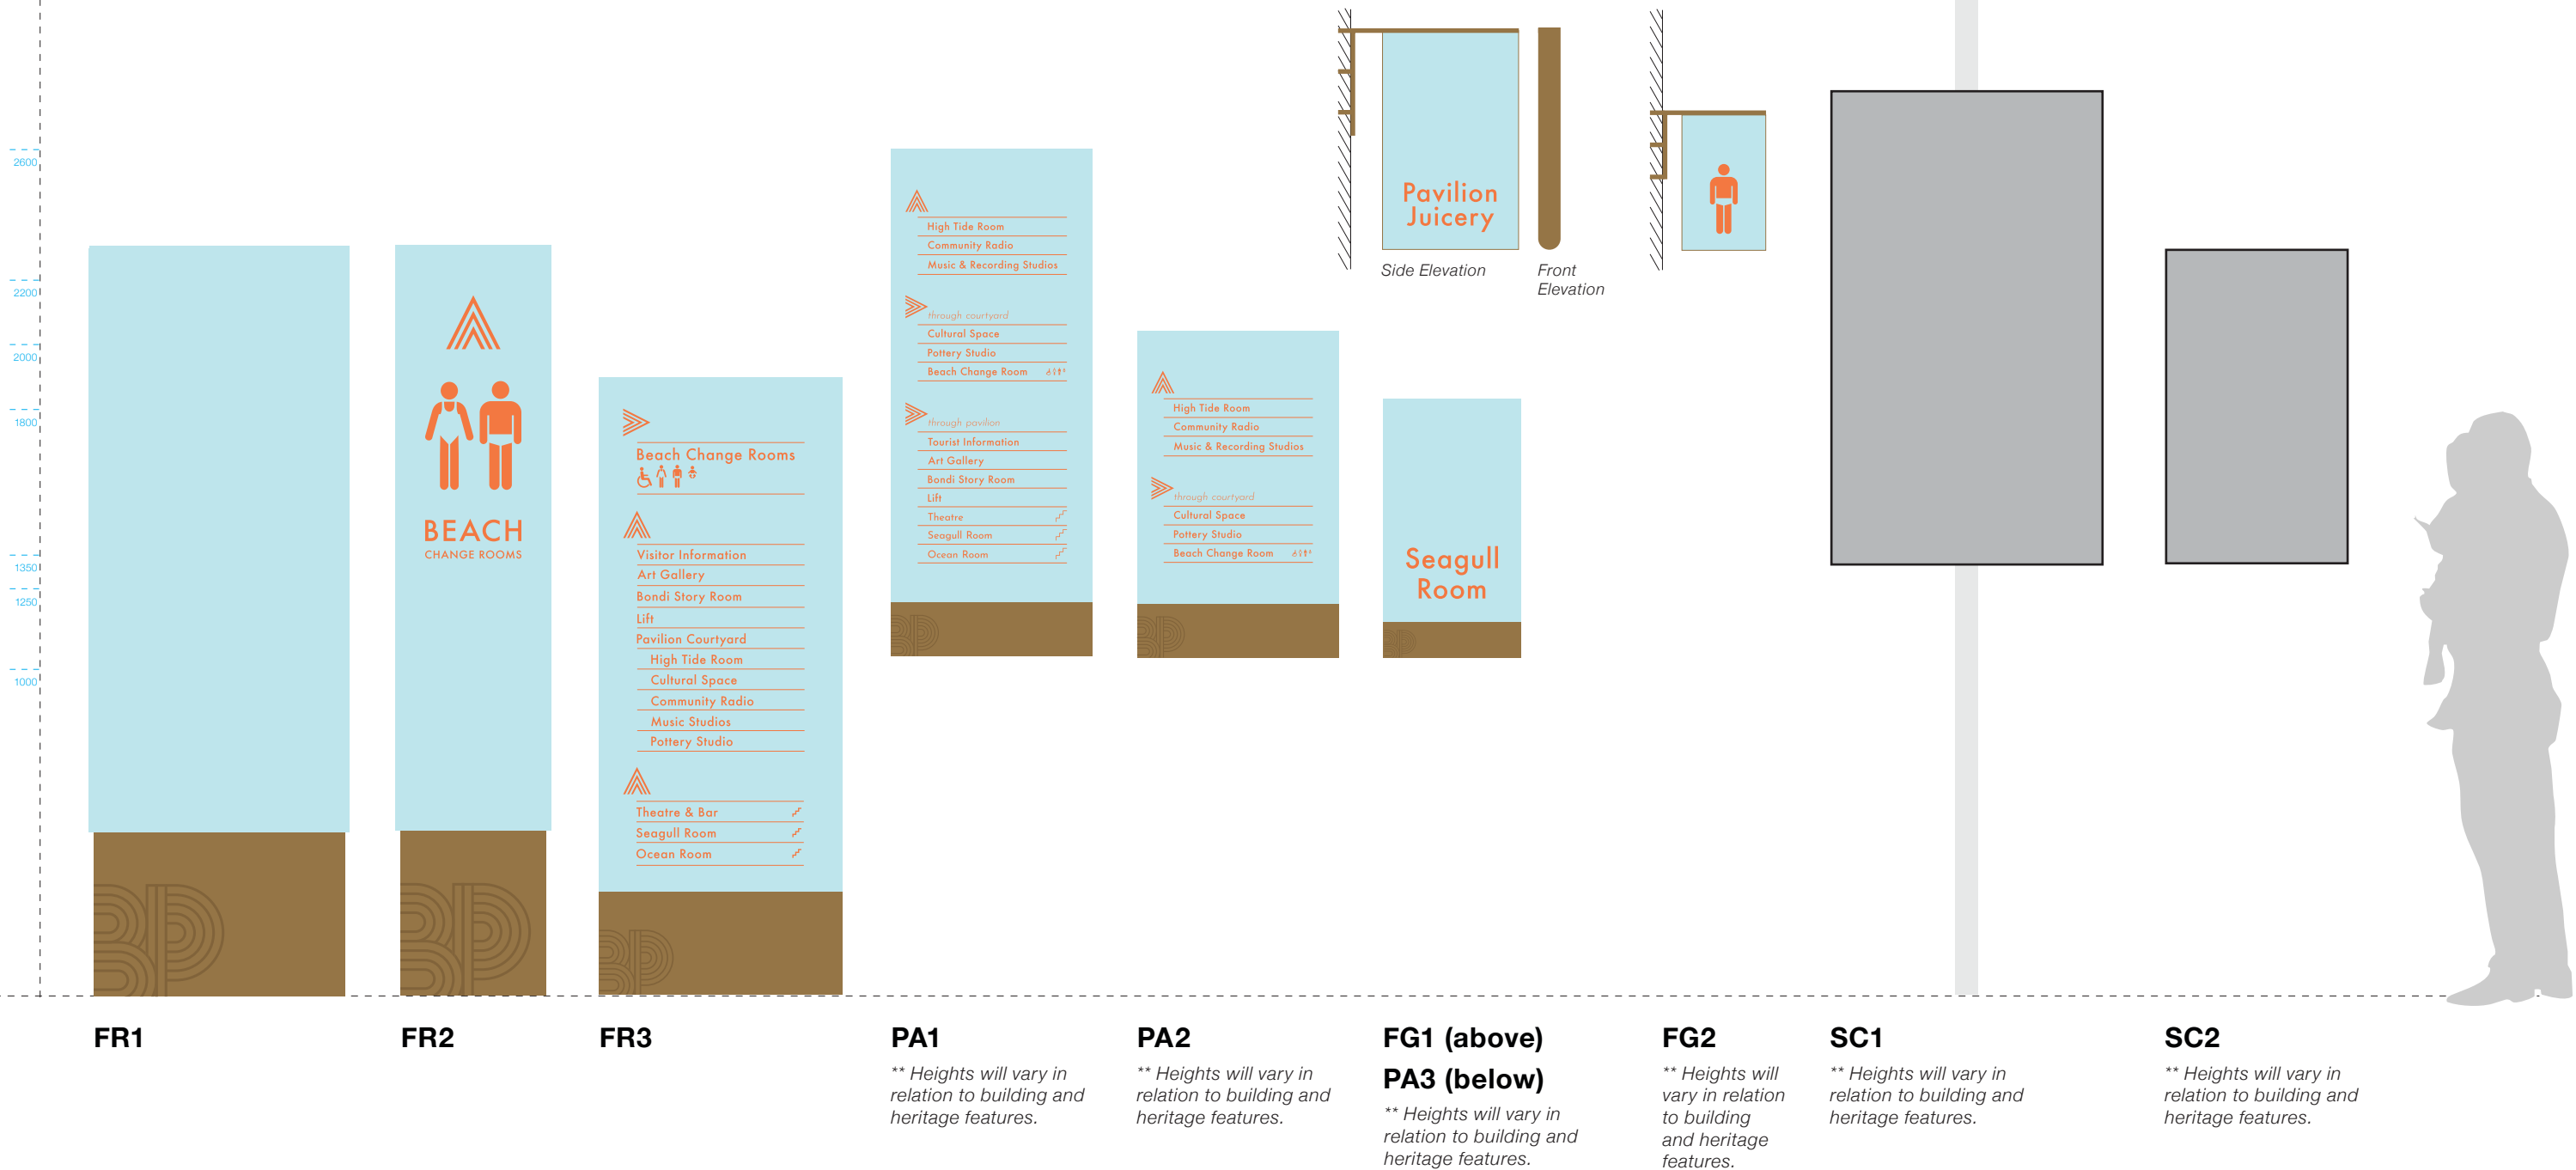 2600
2200
2000
1800
1350
1250
1000
BEACH
CHANGE ROOMS
Beach Change Rooms
Visitor Information
Art Gallery
Bondi Story Room
Lift
Pavilion Courtyard
High Tide Room
Cultural Space
Community Radio
Music Studios
Pottery Studio
Theatre & Bar
Seagull Room
Ocean Room
High Tide Room
Community Radio
Music & Recording Studios
through courtyard
Cultural Space
Pottery Studio
Beach Change Room
through pavilion
Tourist Information
Art Gallery
Bondi Story Room
Lift
Theatre
Seagull Room
Ocean Room
High Tide Room
Community Radio
Music & Recording Studios
through courtyard
Cultural Space
Pottery Studio
Beach Change Room
Pavilion
Juicery
Side Elevation
Front
Elevation
Seagull
Room
BP
BP
BP
BP
BP
BP
FR1
FR2
FR3
PA1
** Heights will vary in
relation to building and
heritage features.
PA2
** Heights will vary in
relation to building and
heritage features.
FG1 (above)
PA3 (below)
** Heights will vary in
relation to building and
heritage features.
FG2
** Heights will
vary in relation
to building
and heritage
features.
SC1
** Heights will vary in
relation to building and
heritage features.
SC2
** Heights will vary in
relation to building and
heritage features.